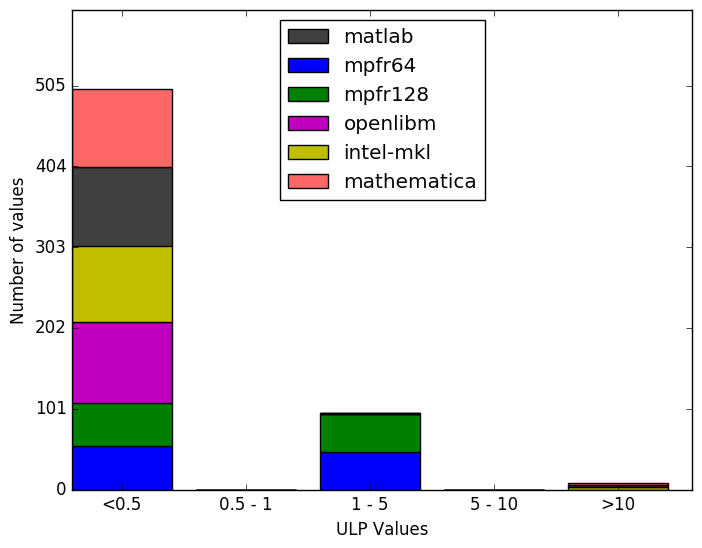 matlab
mpfr64
mpfr128
openlibm
intel-mkl
mathematica
Number of values
505
404
303
202
101
0
<0.5
0.5 - 1
1 - 5
5 - 10
>10
ULP Values